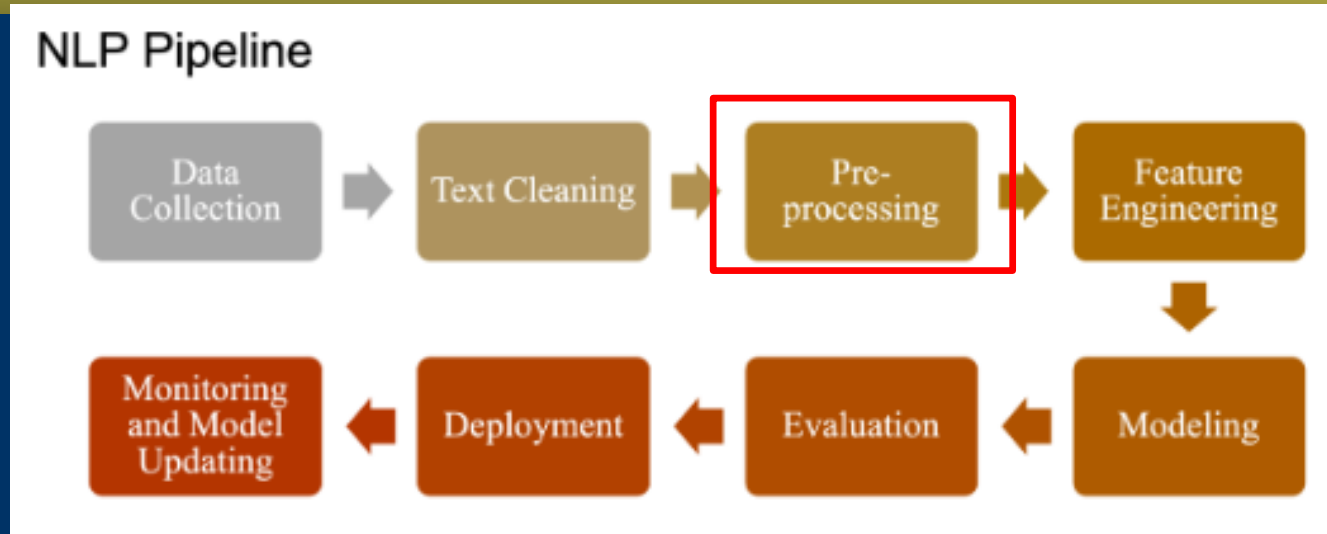 NLP Pipeline
Data
Collection
Text Cleaning
Pre-
processing
Feature
Engineering
Modeling
Evaluation
Deployment
Monitoring
and Model
Updating